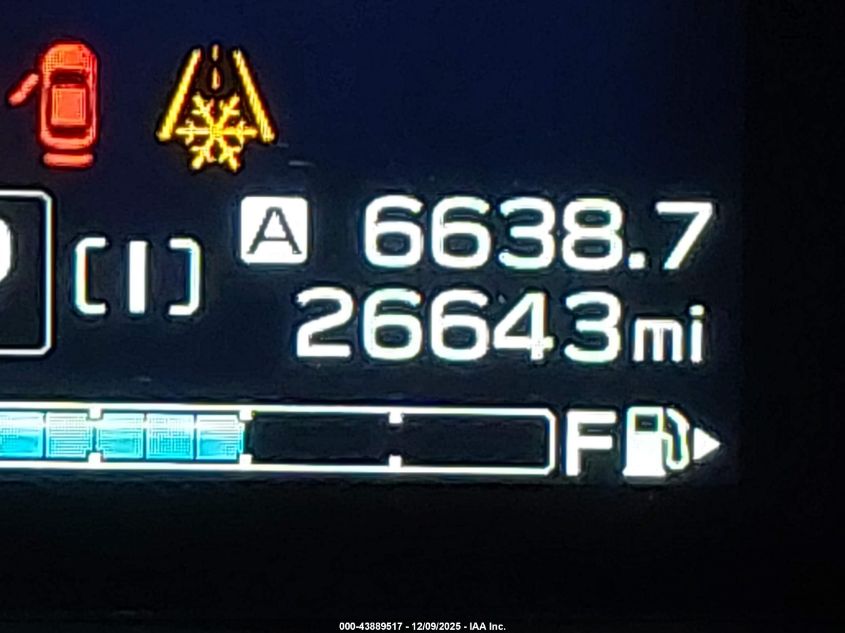 A 6638.7
[I]
26643mi
F
000-43889517 - 12/09/2025 - IAA Inc.